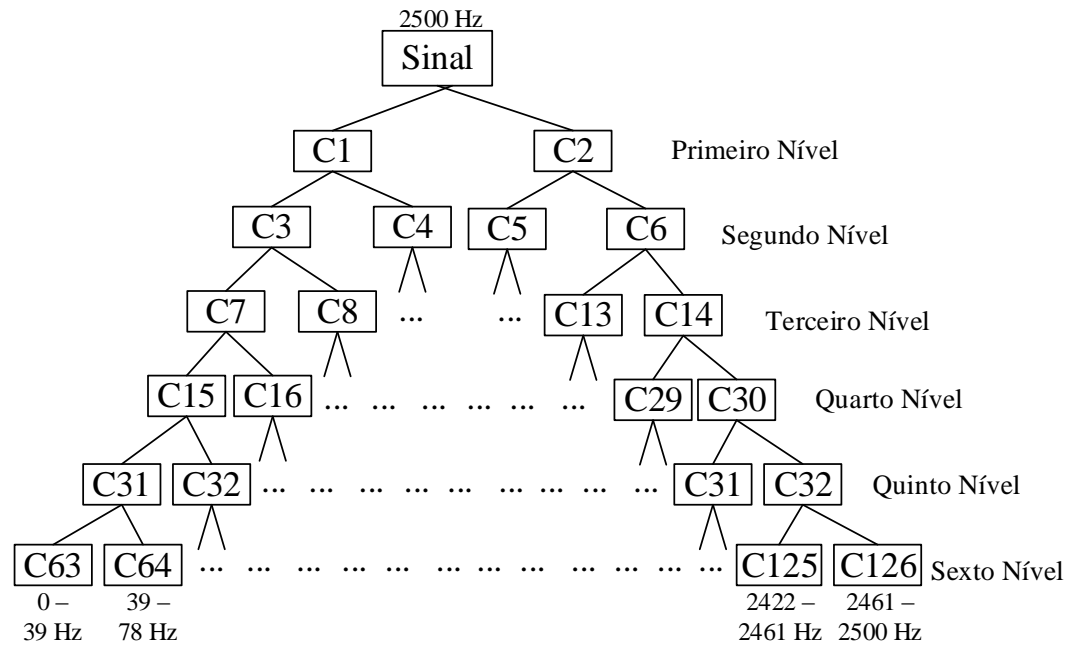 2500 Hz
Sinal
C1 C2 Primeiro Nível
C3 C4 C5 C6 Segundo Nível
C7 C8 ... ... C13 C14 Terceiro Nível
C15 C16 ... ... ... ... ... ... C29 C30 Quarto Nível
C31 C32 ... ... ... ... ... ... ... ... ... C31 C32 Quinto Nível
C63 C64 ... ... ... ... ... ... ... ... ... ... ... C125 C126 Sexto Nível
0 – 39 – 2422 – 2461 –
39 Hz 78 Hz 2461 Hz 2500 Hz